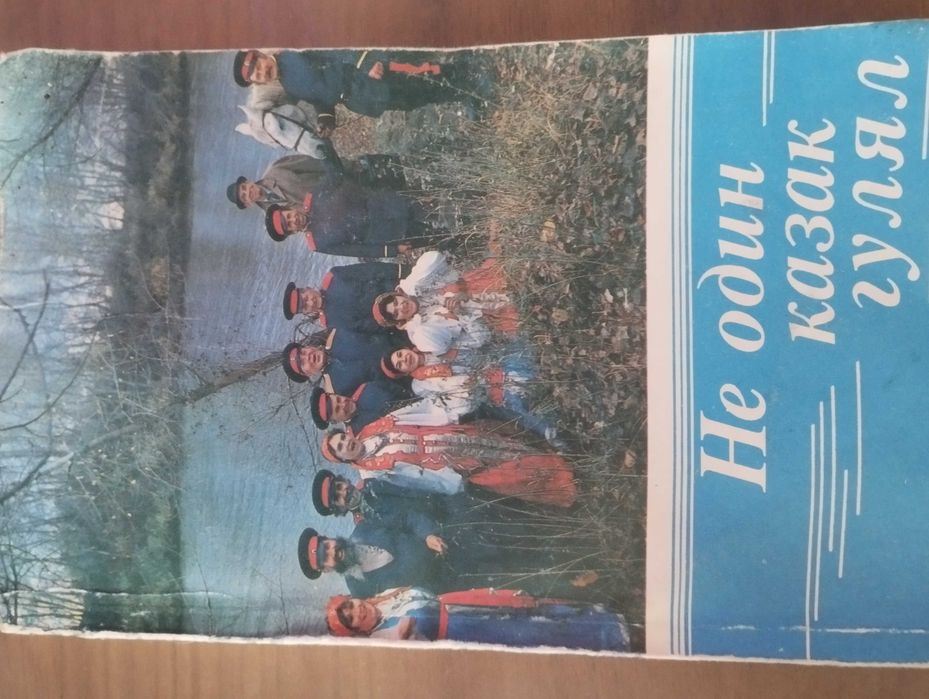 Не один
казак
гулял